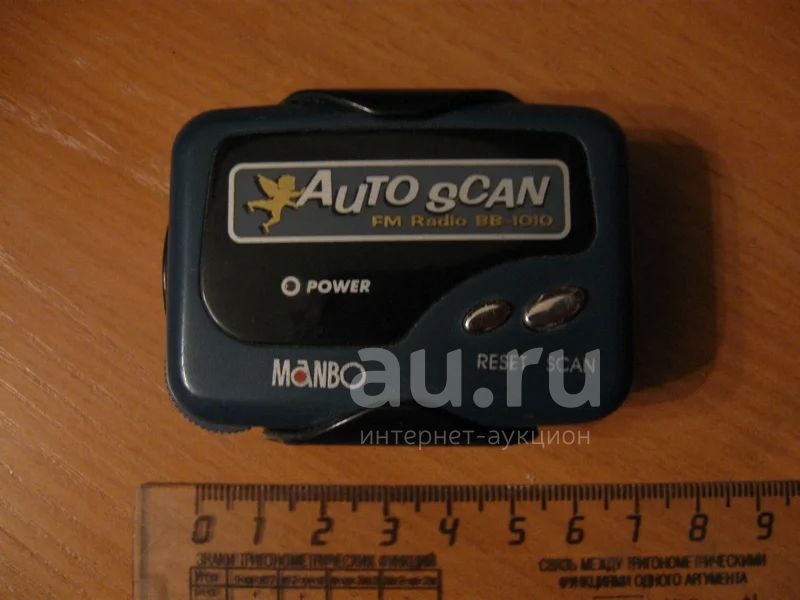 AUTO SCAN
FM Radio BB-1010
POWER
RESET SCAN
MANBO
au.ru
интернет-аукцион
0 1 2 3 4 5 6 7 8 9
ЗНАКИ ТРИГОНОМЕТРИЧЕСКИХ ФУНКЦИЙ
СВЯЗЬ МЕЖДУ ТРИГОНОМЕТРИЧЕСКИМИ
ФУНКЦИЯМИ ОДНОГО АРГУМЕНТА